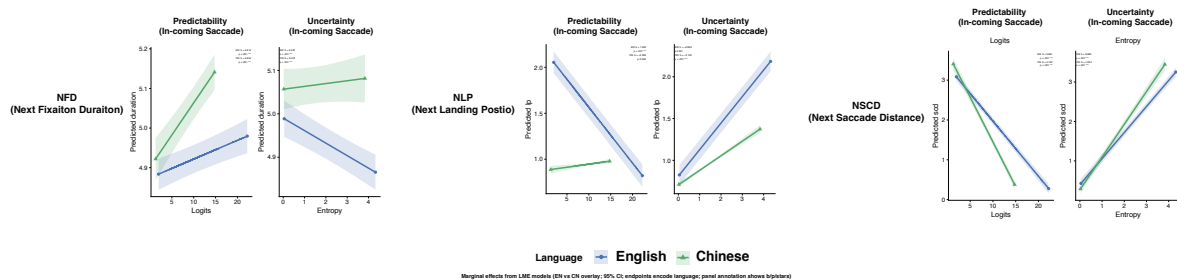 Predictability
(In-coming Saccade)
Uncertainty
(In-coming Saccade)
NFD
(Next Fixaiton Duraiton)
Predicted duration
5.2
5.1
5.0
4.9
5
10
15
20
Logits
Predicted duration
5.1
5.0
4.9
0
1
2
3
4
Entropy
Predictability
(In-coming Saccade)
Uncertainty
(In-coming Saccade)
NLP
(Next Landing Postio)
Predicted lp
2.0
1.5
1.0
5
10
15
20
Logits
Predicted lp
2.0
1.5
1.0
0
1
2
3
4
Entropy
Predictability
(In-coming Saccade)
Uncertainty
(In-coming Saccade)
Logits
Entropy
NSCD
(Next Saccade Distance)
Predicted scd
3
2
1
0
5
10
15
20
Logits
Predicted scd
3
2
1
0
0
1
2
3
4
Entropy
Language English Chinese
Marginal effects from LME models (EN vs CN overlay; 95% CI; endpoints encode language; panel annotation shows b/p/stars)